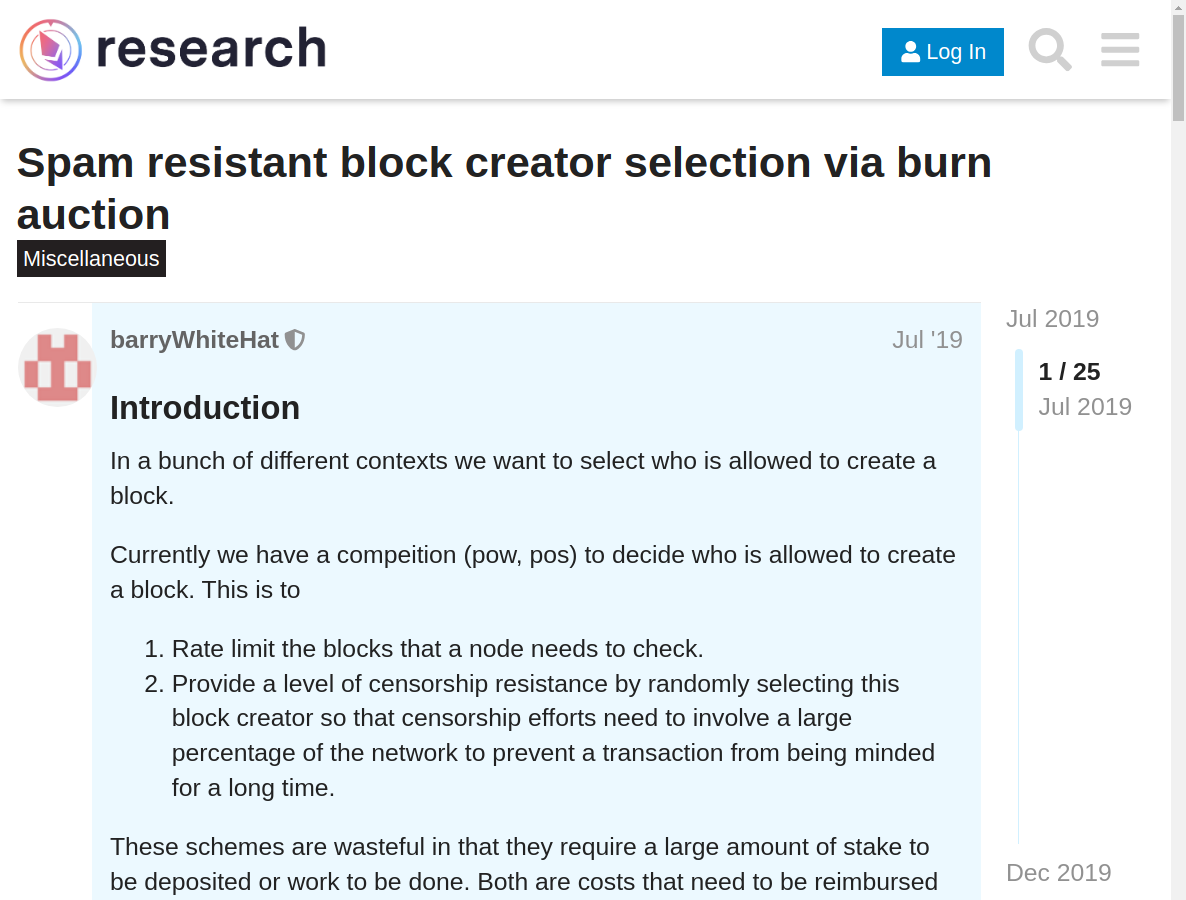 research
Log In
Spam resistant block creator selection via burn
auction
Miscellaneous
barryWhiteHat
Jul '19
Jul 2019
1 / 25
Jul 2019
Introduction
In a bunch of different contexts we want to select who is allowed to create a
block.
Currently we have a compeition (pow, pos) to decide who is allowed to create
a block. This is to
1. Rate limit the blocks that a node needs to check.
2. Provide a level of censorship resistance by randomly selecting this
block creator so that censorship efforts need to involve a large
percentage of the network to prevent a transaction from being minded
for a long time.
These schemes are wasteful in that they require a large amount of stake to
be deposited or work to be done. Both are costs that need to be reimbursed
Dec 2019